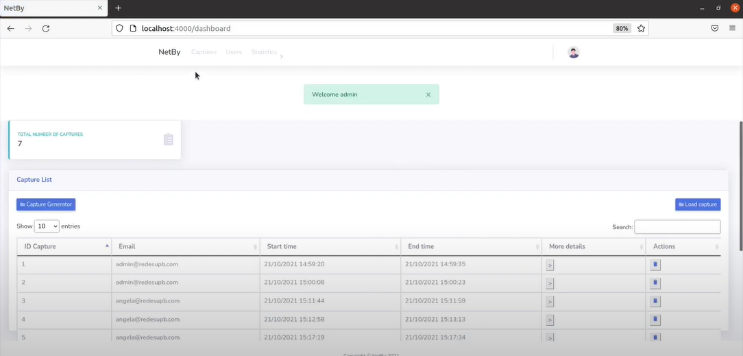 NetBy
localhost:4000/dashboard
80%
NetBy Captures Users Statistics
Welcome admin
TOTAL NUMBER OF CAPTURES
7
Capture List
Capture Generator
Load capture
Show 10 entries
Search:
ID Capture Email Start time End time More details Actions
1 admin@redesupb.com 21/10/2021 14:59:20 21/10/2021 14:59:35
2 admin@redesupb.com 21/10/2021 15:00:08 21/10/2021 15:00:23
3 angela@redesupb.com 21/10/2021 15:11:44 21/10/2021 15:11:59
4 angela@redesupb.com 21/10/2021 15:12:58 21/10/2021 15:13:13
5 angela@redesupb.com 21/10/2021 15:17:19 21/10/2021 15:17:34